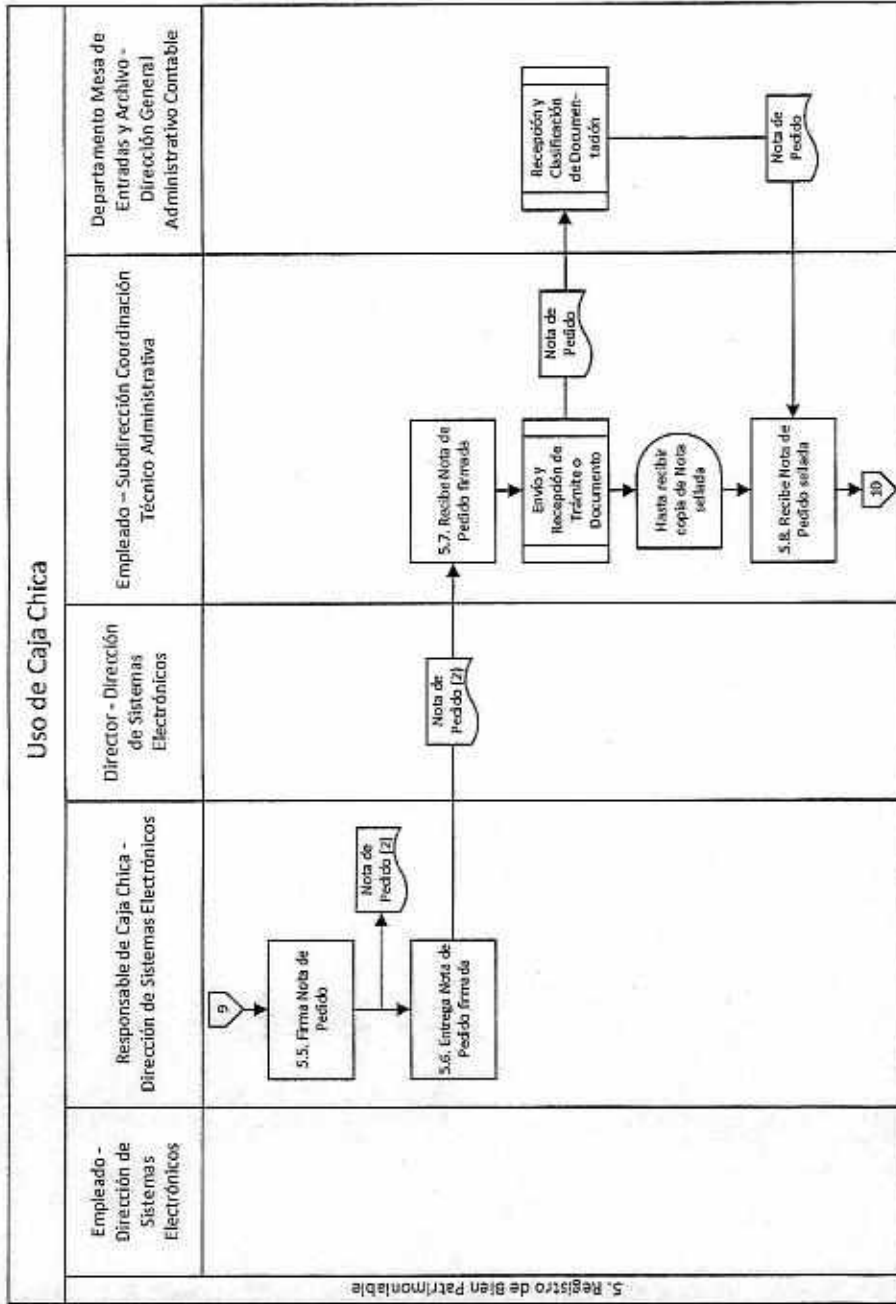 Uso de Caja Chica
Empleado -
Dirección de
Sistemas
Electrónicos
Responsable de Caja Chica -
Dirección de Sistemas Electrónicos
Director - Dirección
de Sistemas
Electrónicos
Empleado – Subdirección Coordinación
Técnico Administrativa
Departamento Mesa de
Entradas y Archivo -
Dirección General
Administrativo Contable
5. Registro de Bien Patrimoniable
9
5.5. Firma Nota de
Pedido
Nota de
Pedido [2]
5.6. Entrega Nota de
Pedido firmada
Nota de
Pedido [2]
5.7. Recibe Nota de
Pedido firmada
Envío y
Recepción de
Trámite o
Documento
Nota de
Pedido
Recepción y
Clasificación
de Documen-
tación
Hasta recibir
copia de Nota
sellada
Nota de
Pedido
5.8. Recibe Nota de
Pedido sellada
10